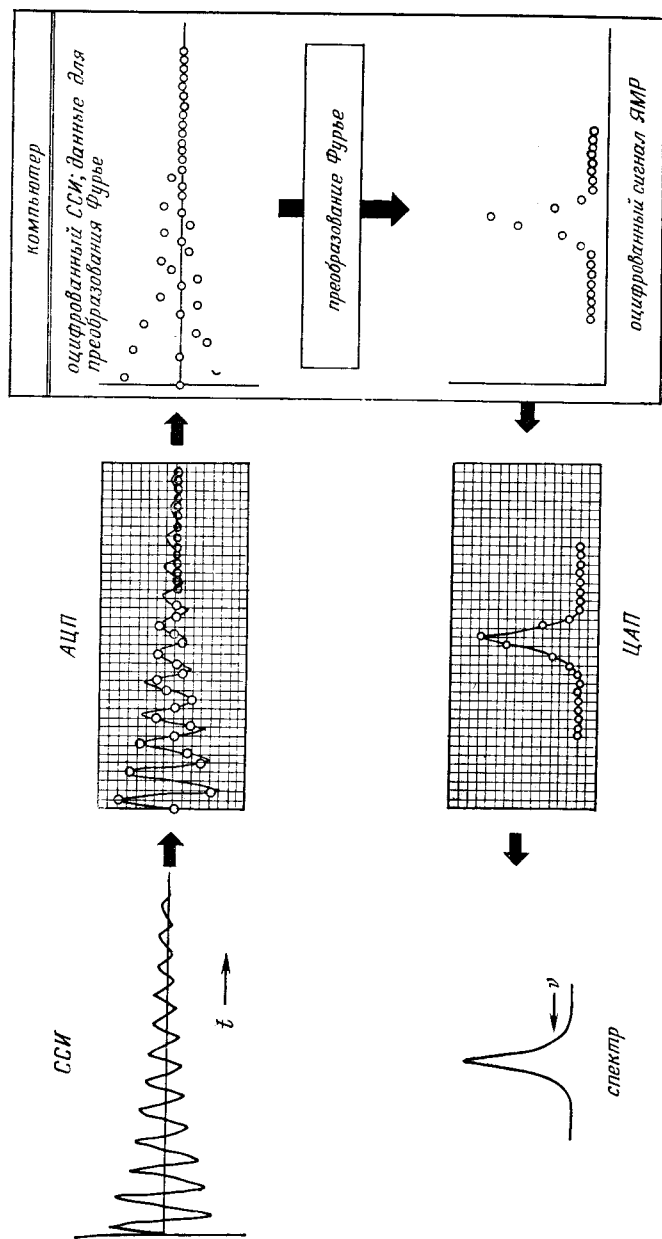 ССИ
t
АЦП
компьютер
оцифрованный ССИ; данные для
преобразования Фурье
преобразование Фурье
оцифрованный сигнал ЯМР
ЦАП
ν
спектр